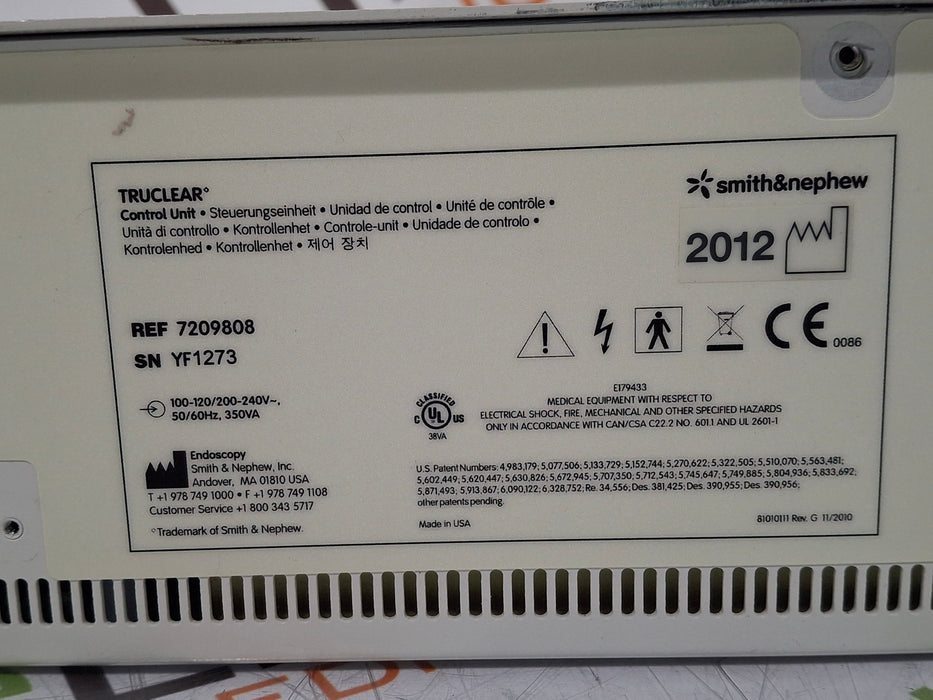 TRUCLEAR°
Control Unit • Steuerungseinheit • Unidad de control • Unité de contrôle •
Unità di controllo • Kontrollenhet • Controle-unit • Unidade de controlo •
Kontrolenhed • Kontrollenhet • 제어 장치
smith&nephew
2012
REF 7209808
SN YF1273
0086
100-120/200-240V~,
50/60Hz, 350VA
CLASSIFIED
C UL US
38VA
E179433
MEDICAL EQUIPMENT WITH RESPECT TO
ELECTRICAL SHOCK, FIRE, MECHANICAL AND OTHER SPECIFIED HAZARDS
ONLY IN ACCORDANCE WITH CAN/CSA C22.2 NO. 601.1 AND UL 2601-1
Endoscopy
Smith & Nephew, Inc.
Andover, MA 01810 USA
T +1 978 749 1000 • F +1 978 749 1108
Customer Service +1 800 343 5717
°Trademark of Smith & Nephew.
U.S. Patent Numbers: 4,983,179; 5,077,506; 5,133,729; 5,152,744; 5,270,622; 5,322,505; 5,510,070; 5,563,481;
5,602,449; 5,620,447; 5,630,826; 5,672,945; 5,707,350; 5,712,543; 5,745,647; 5,749,885; 5,804,936; 5,833,692;
5,871,493; 5,913,867; 6,090,122; 6,328,752; Re. 34,556; Des. 381,425; Des. 390,955; Des. 390,956;
other patents pending.
Made in USA
81010111 Rev. G 11/2010